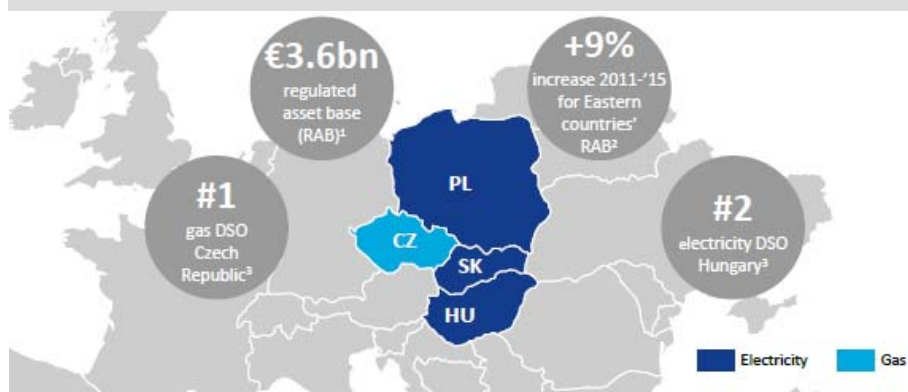 €3.6bn
regulated
asset base
(RAB)¹
+9%
increase 2011-’15
for Eastern
countries’
RAB²
#1
gas DSO
Czech
Republic³
#2
electricity DSO
Hungary³
PL
CZ
SK
HU
Electricity
Gas